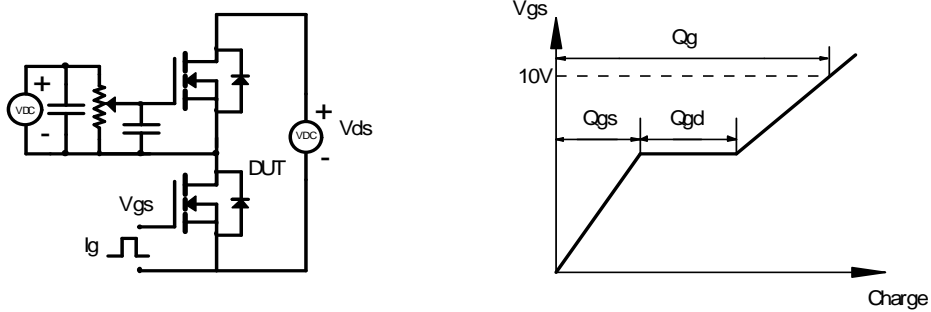 VDC
+
-
VDC
+
-
Vds
DUT
Vgs
Ig
Vgs
Qg
10V
Qgs
Qgd
Charge